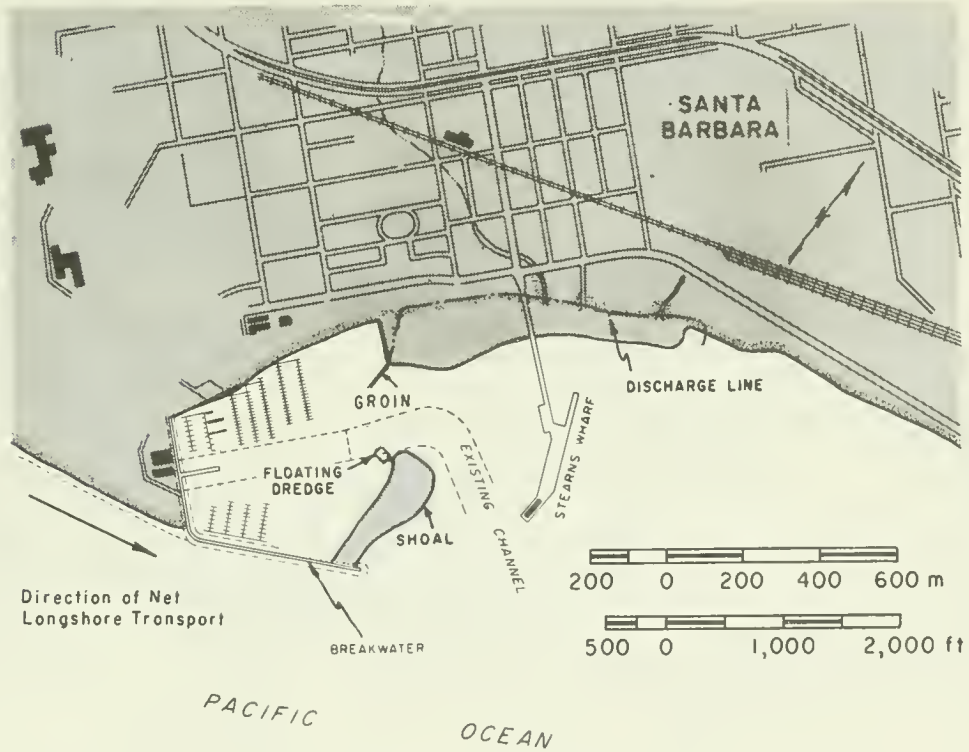 SANTA
BARBARA
DISCHARGE LINE
GROIN
STEARNS WHARF
EXISTING CHANNEL
FLOATING
DREDGE
SHOAL
200 0 200 400 600 m
Direction of Net
Longshore Transport
500 0 1,000 2,000 ft
BREAKWATER
PACIFIC OCEAN